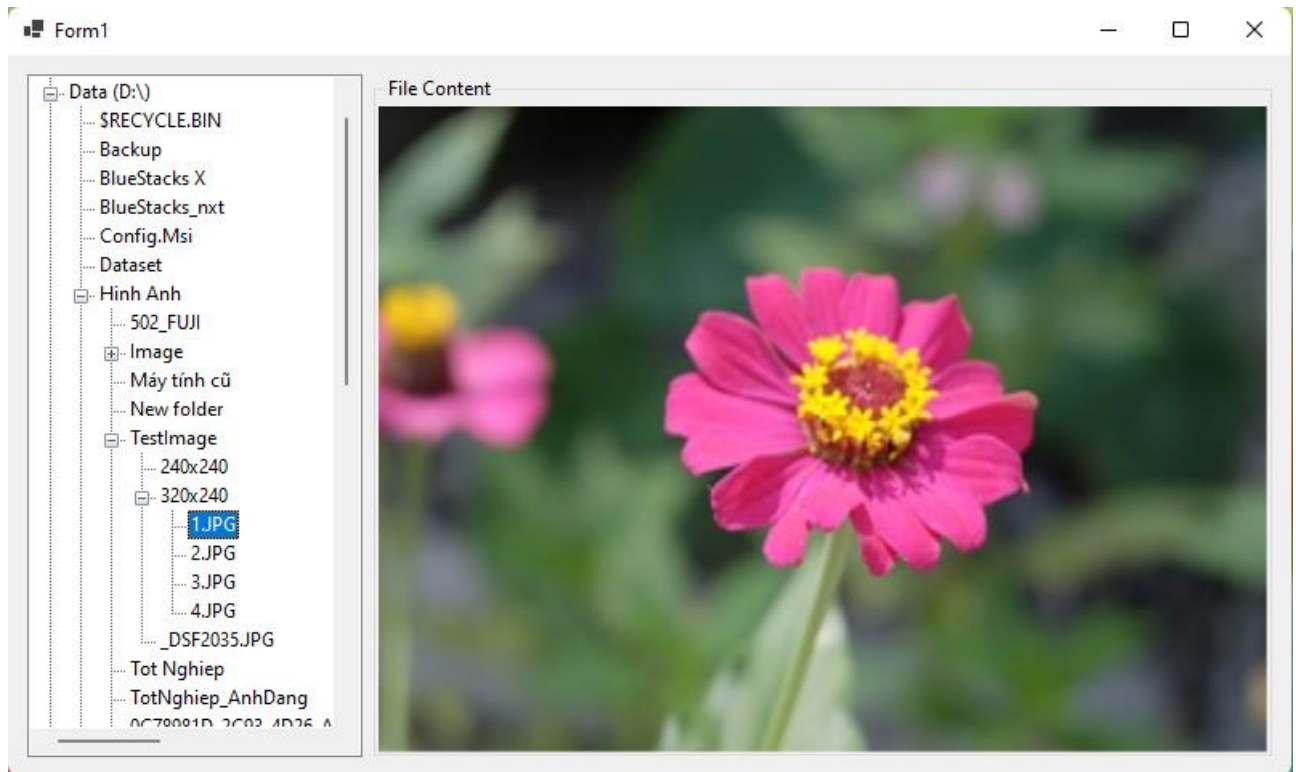 Form1
Data (D:\)
$RECYCLE.BIN
Backup
BlueStacks X
BlueStacks_nxt
Config.Msi
Dataset
Hinh Anh
502_FUJI
Image
Máy tính cũ
New folder
TestImage
240x240
320x240
1.JPG
2.JPG
3.JPG
4.JPG
_DSF2035.JPG
Tot Nghiep
TotNghiep_AnhDang
File Content